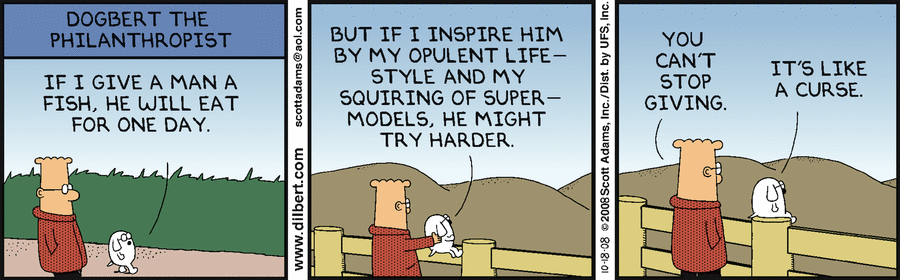 DOGBERT THE
PHILANTHROPIST
IF I GIVE A MAN A
FISH, HE WILL EAT
FOR ONE DAY.
www.dilbert.com
scottadams@aol.com
BUT IF I INSPIRE HIM
BY MY OPULENT LIFE-
STYLE AND MY
SQUIRING OF SUPER-
MODELS, HE MIGHT
TRY HARDER.
10-18-08 © 2008 Scott Adams, Inc./Dist. by UFS, Inc.
YOU
CAN'T
STOP
GIVING.
IT'S LIKE
A CURSE.